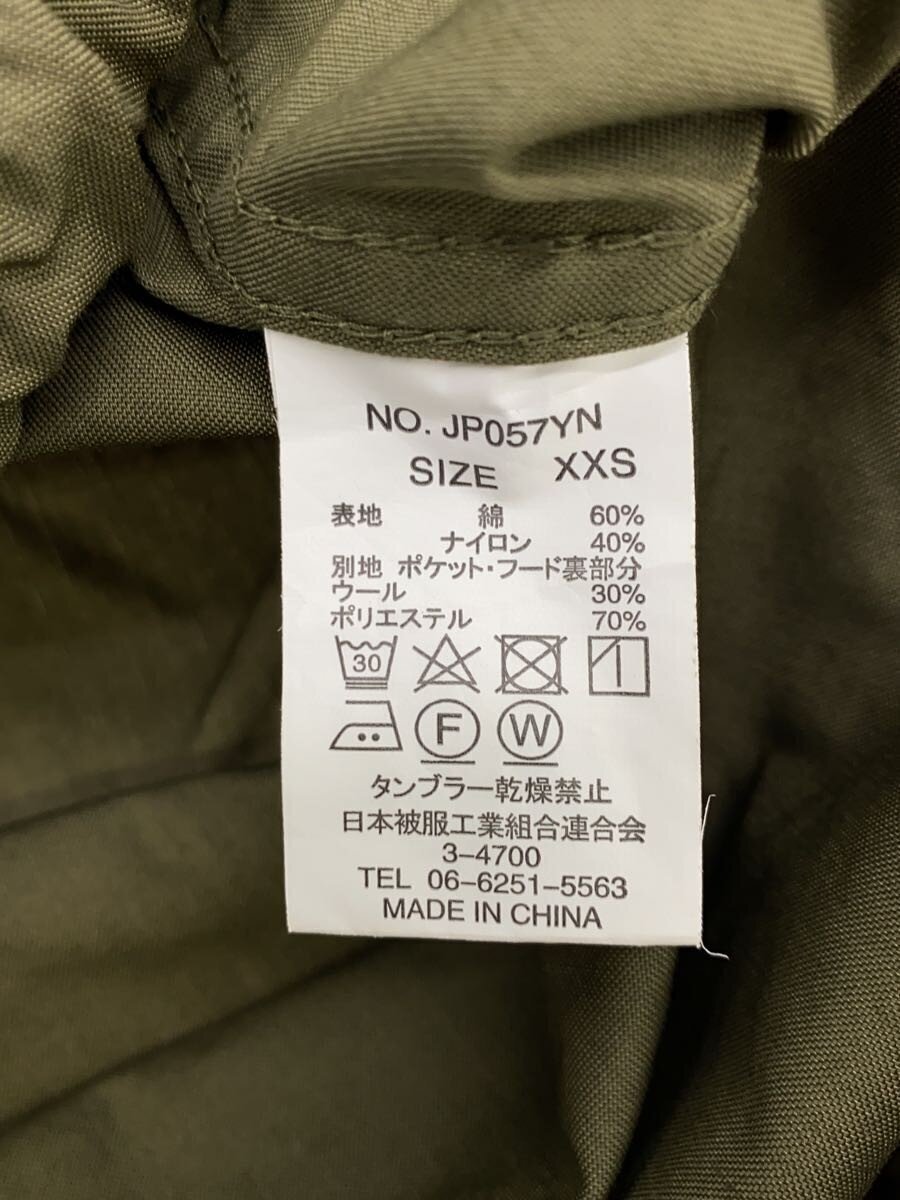 NO. JP057YN
SIZE XXS
表地 綿 60%
ナイロン 40%
別地 ポケット・フード裏部分
ウール 30%
ポリエステル 70%
30
F W
タンブラー乾燥禁止
日本被服工業組合連合会
3-4700
TEL 06-6251-5563
MADE IN CHINA